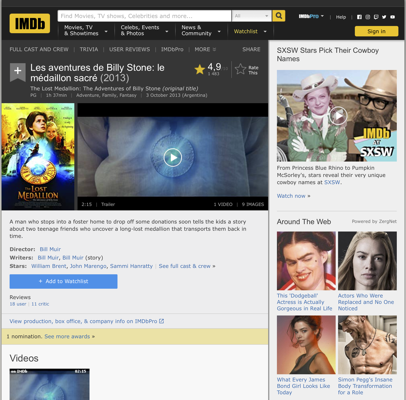 IMDb
Find Movies, TV shows, Celebrities and more...
All
Movies, TV & Showtimes
Celebs, Events & Photos
News & Community
Watchlist
IMDbPro
Help
Sign in
FULL CAST AND CREW | TRIVIA | USER REVIEWS | IMDbPro | MORE
SHARE
Les aventures de Billy Stone: le
médaillon sacré (2013)
The Lost Medallion: The Adventures of Billy Stone (original title)
1h 37min | Adventure, Family, Fantasy | 3 October 2013 (Argentina)
4,9
Rate This
THE LOST MEDALLION
2:15 | Trailer
1 VIDEO | 9 IMAGES
A man who stops into a foster home to drop off some donations soon tells the kids a story
about two teenage friends who uncover a long-lost medallion that transports them back in
time.
Director: Bill Muir
Writers: Bill Muir, Bill Muir (story)
Stars: William Brent, John Marengo, Sammi Hanratty | See full cast & crew »
+ Add to Watchlist
Reviews
18 user | 11 critic
View production, box office, & company info on IMDbPro
1 nomination. See more awards »
Videos
IMDb
02:15
SXSW Stars Pick Their Cowboy
Names
IMDb
at SXSW
From Princess Blue Rhino to Pumpkin
McSorley's, stars reveal their very
unique cowboy names at SXSW.
Watch now »
Around The Web
Powered by ZergNet
This 'Dodgeball'
Actress is Actually
Gorgeous in Real Life
Actors Who Were
Replaced and No One
Noticed
What Every James
Bond Girl Looks Like
Today
Simon Pegg's Insane
Body Transformation
for a Role